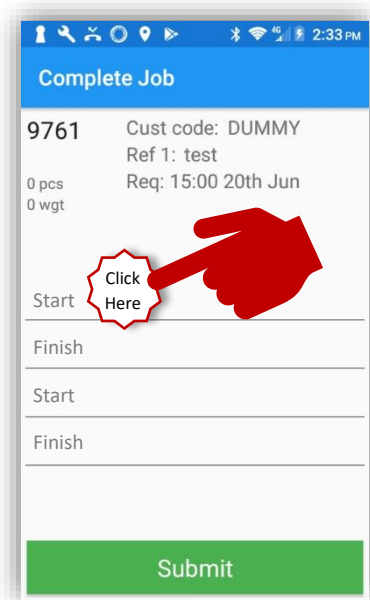 4G 2:33 PM
Complete Job
9761
Cust code: DUMMY
Ref 1: test
0 pcs
Req: 15:00 20th Jun
0 wgt
Click
Here
Start
Finish
Start
Finish
Submit